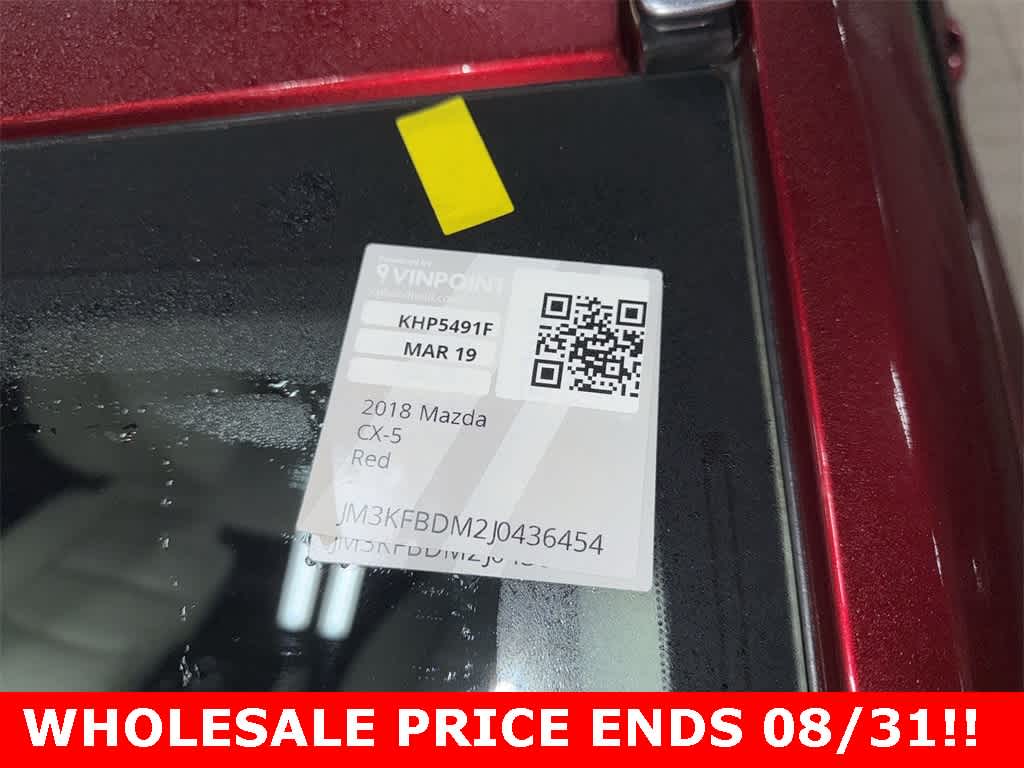 VINPOINT
KHP5491F
MAR 19
2018 Mazda
CX-5
Red
JM3KFBDM2J0436454
WHOLESALE PRICE ENDS 08/31!!